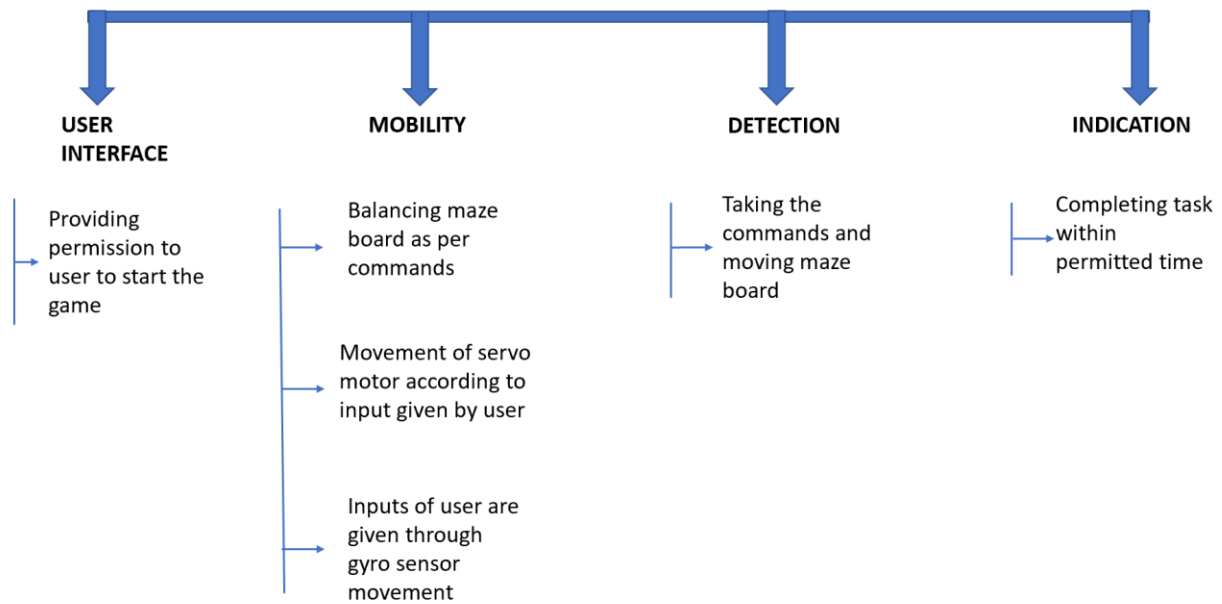 USER
INTERFACE
Providing
permission to
user to start the
game
MOBILITY
Balancing maze
board as per
commands
Movement of servo
motor according to
input given by user
Inputs of user are
given through
gyro sensor
movement
DETECTION
Taking the
commands and
moving maze
board
INDICATION
Completing task
within
permitted time